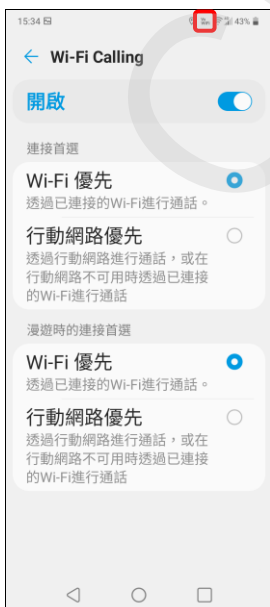 15:34
43%
Wi-Fi Calling
開啟
連接首選
Wi-Fi 優先
透過已連接的Wi-Fi進行通話。
行動網路優先
透過行動網路進行通話，或在
行動網路不可用時透過已連接
的Wi-Fi進行通話
漫遊時的連接首選
Wi-Fi 優先
透過已連接的Wi-Fi進行通話。
行動網路優先
透過行動網路進行通話，或在
行動網路不可用時透過已連接
的Wi-Fi進行通話